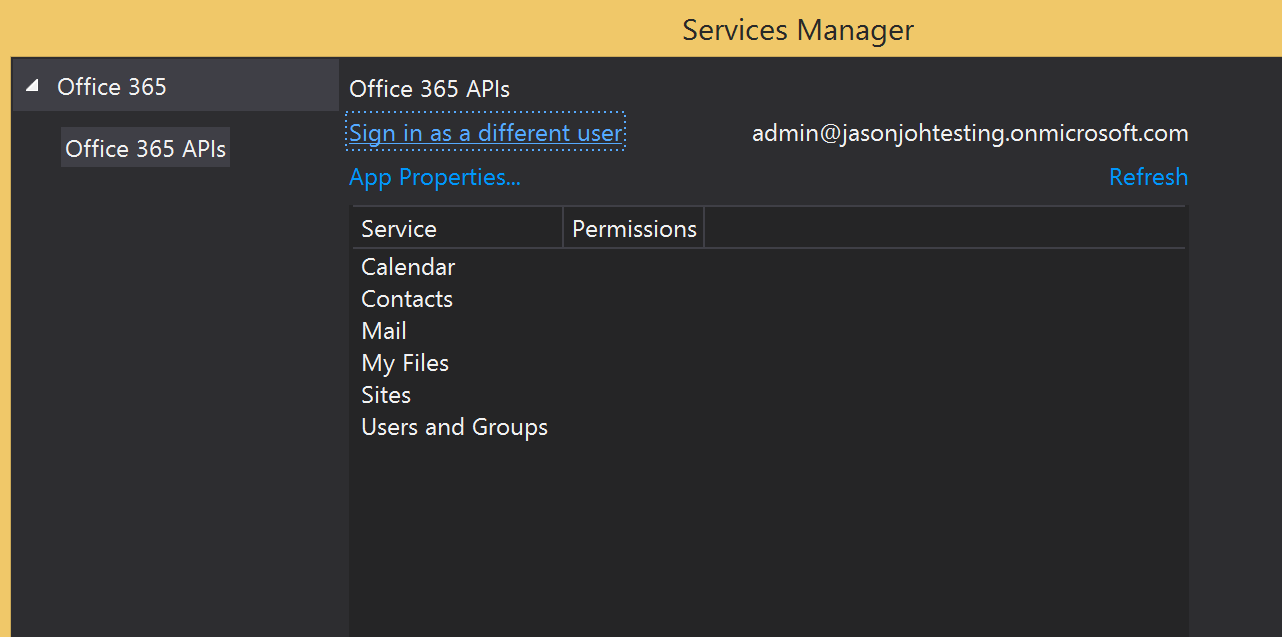 Services Manager
Office 365
Office 365 APIs
Office 365 APIs
Sign in as a different user
admin@jasonjohtesting.onmicrosoft.com
App Properties...
Refresh
Service
Permissions
Calendar
Contacts
Mail
My Files
Sites
Users and Groups